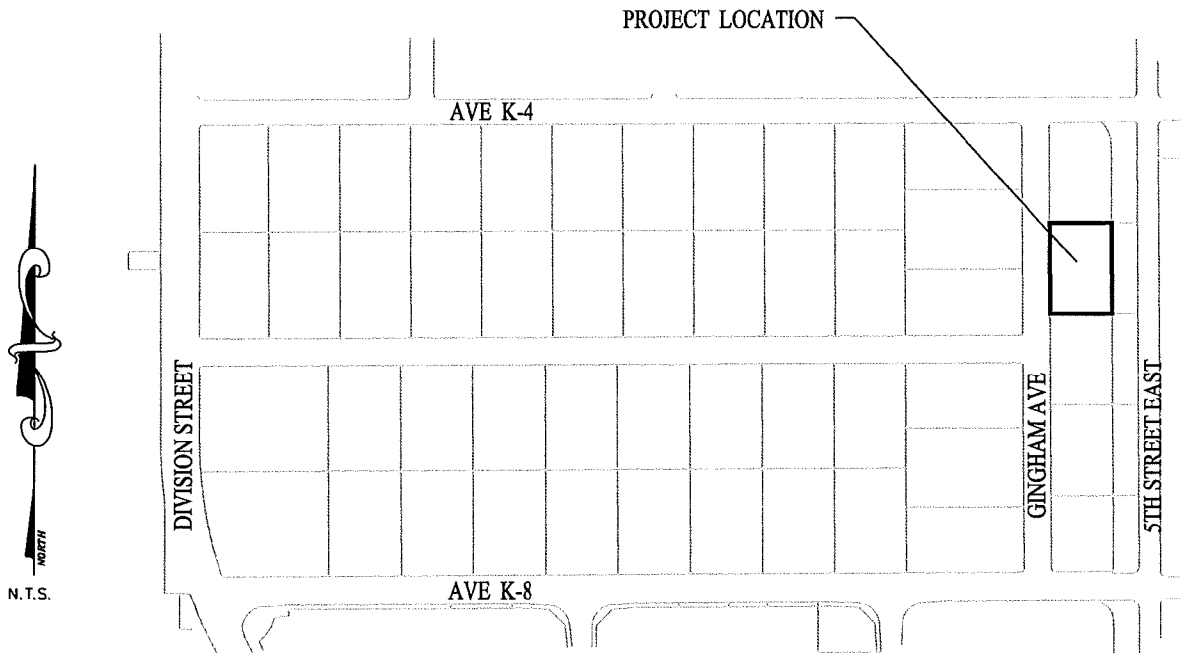 PROJECT LOCATION
AVE K-4
DIVISION STREET
GINGHAM AVE
5TH STREET EAST
NORTH
N.T.S.
AVE K-8